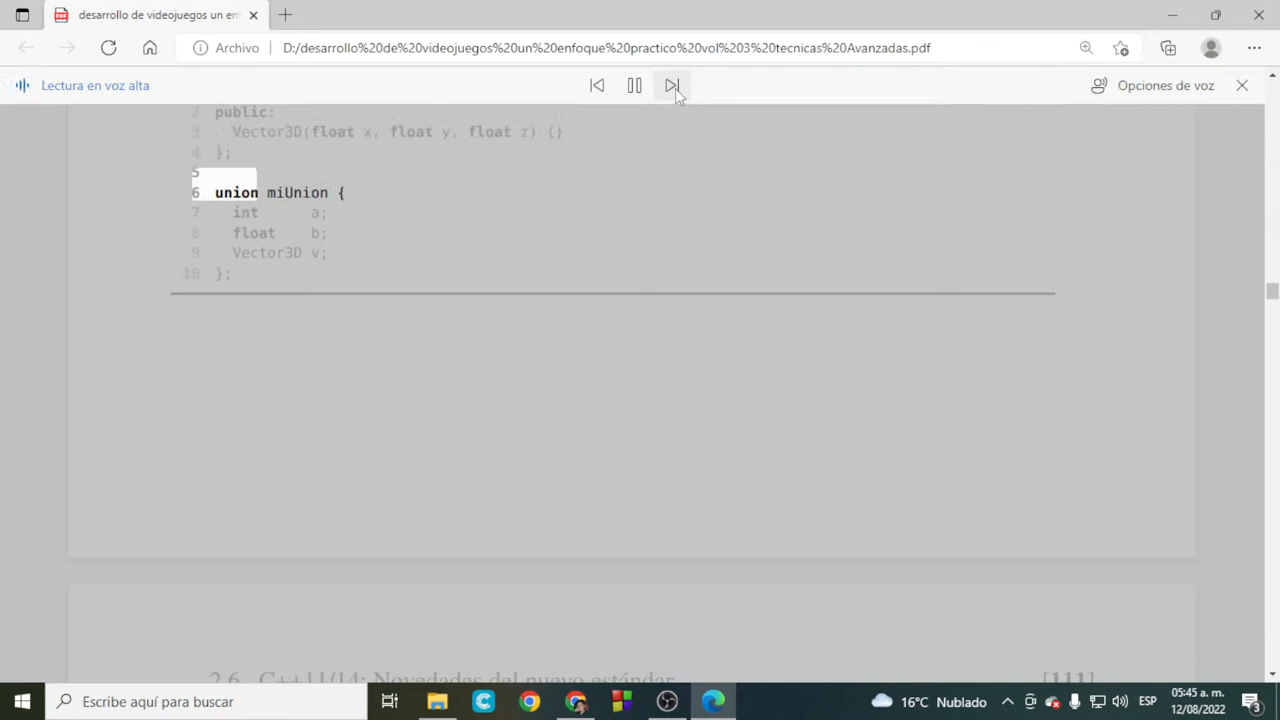 desarrollo de videojuegos un en
Archivo D:/desarrollo%20de%20videojuegos%20un%20enfoque%20practico%20vol%203%20tecnicas%20Avanzadas.pdf
Lectura en voz alta
Opciones de voz
2 public:
3 Vector3D(float x, float y, float z) {}
4 };
5
6 union miUnion {
7 int a;
8 float b;
9 Vector3D v;
10 };
2.6. C++11/14: Novedades del nuevo estándar [111]
Escribe aquí para buscar
16°C Nublado
ESP
05:45 a. m.
12/08/2022
3